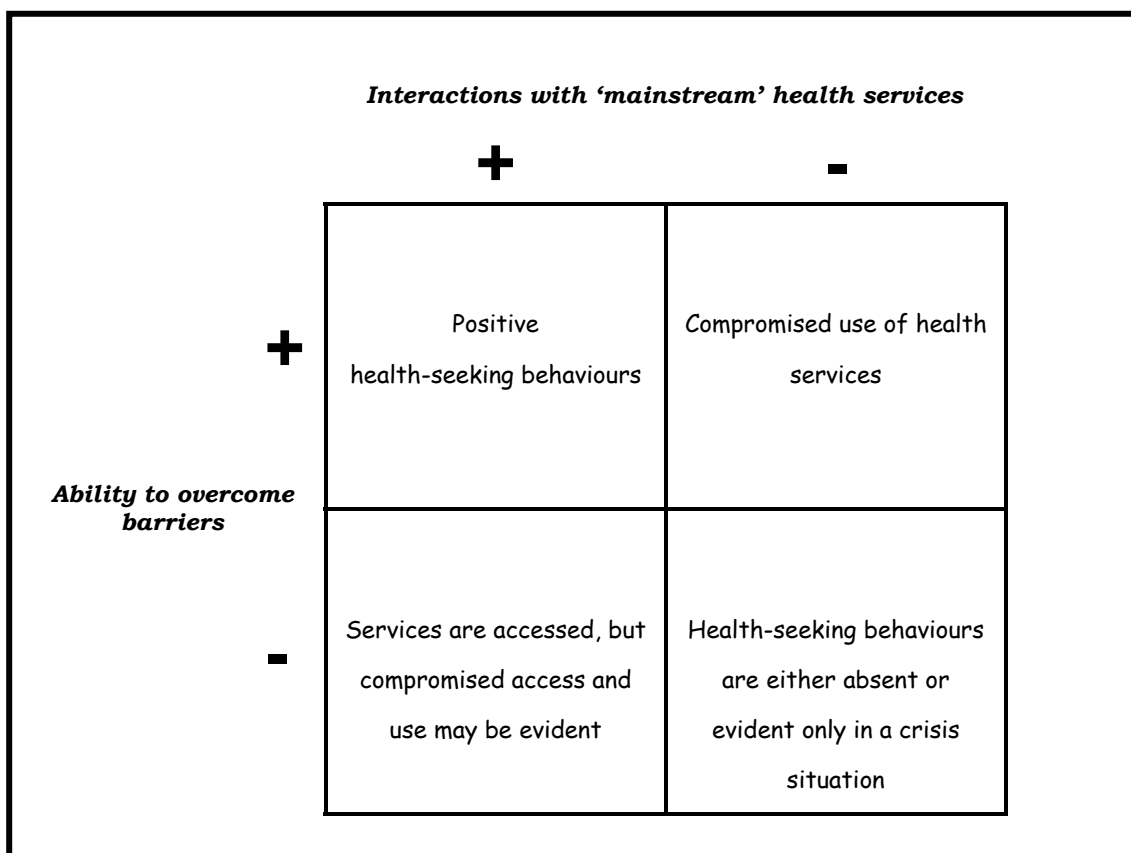 Interactions with ‘mainstream’ health services
+
-
+
Positive
health-seeking behaviours
Compromised use of health
services
Ability to overcome
barriers
-
Services are accessed, but
compromised access and
use may be evident
Health-seeking behaviours
are either absent or
evident only in a crisis
situation